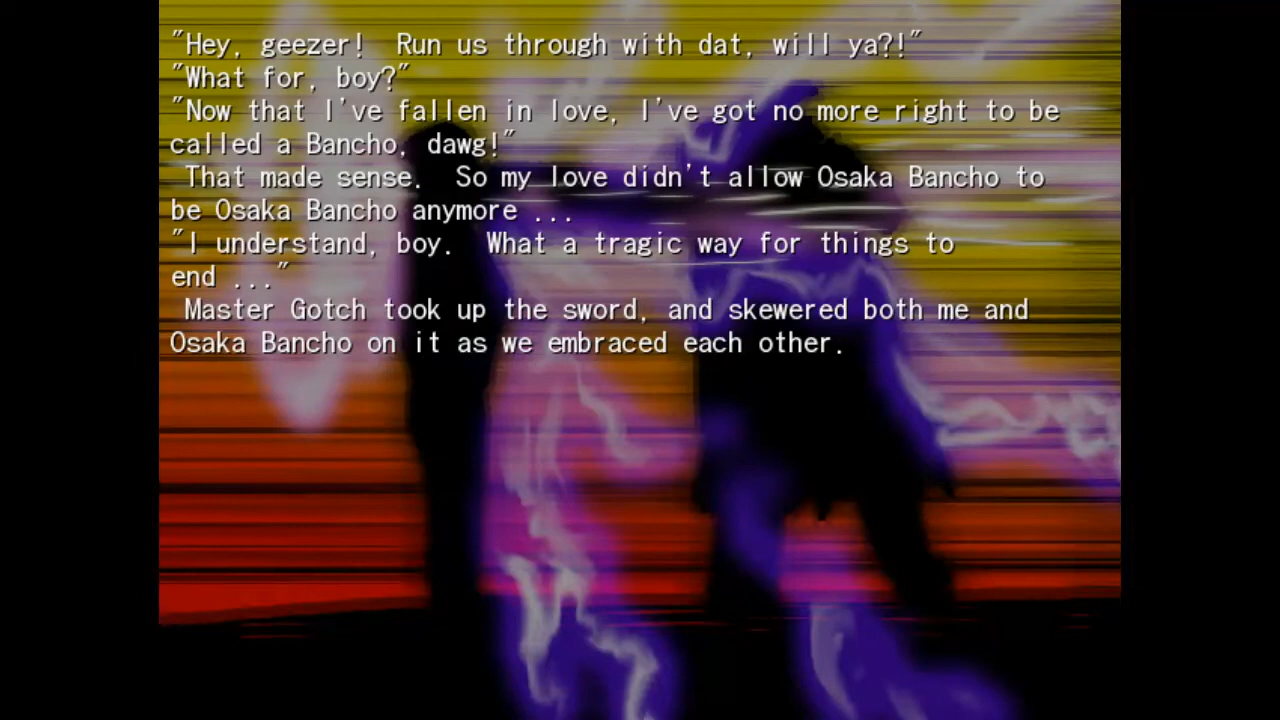 "Hey, geezer!  Run us through with dat, will ya?!"
"What for, boy?"
"Now that I've fallen in love, I've got no more right to be
called a Bancho, dawg!"
 That made sense.  So my love didn't allow Osaka Bancho to
be Osaka Bancho anymore ...
"I understand, boy.  What a tragic way for things to
end ..."
 Master Gotch took up the sword, and skewered both me and
Osaka Bancho on it as we embraced each other.